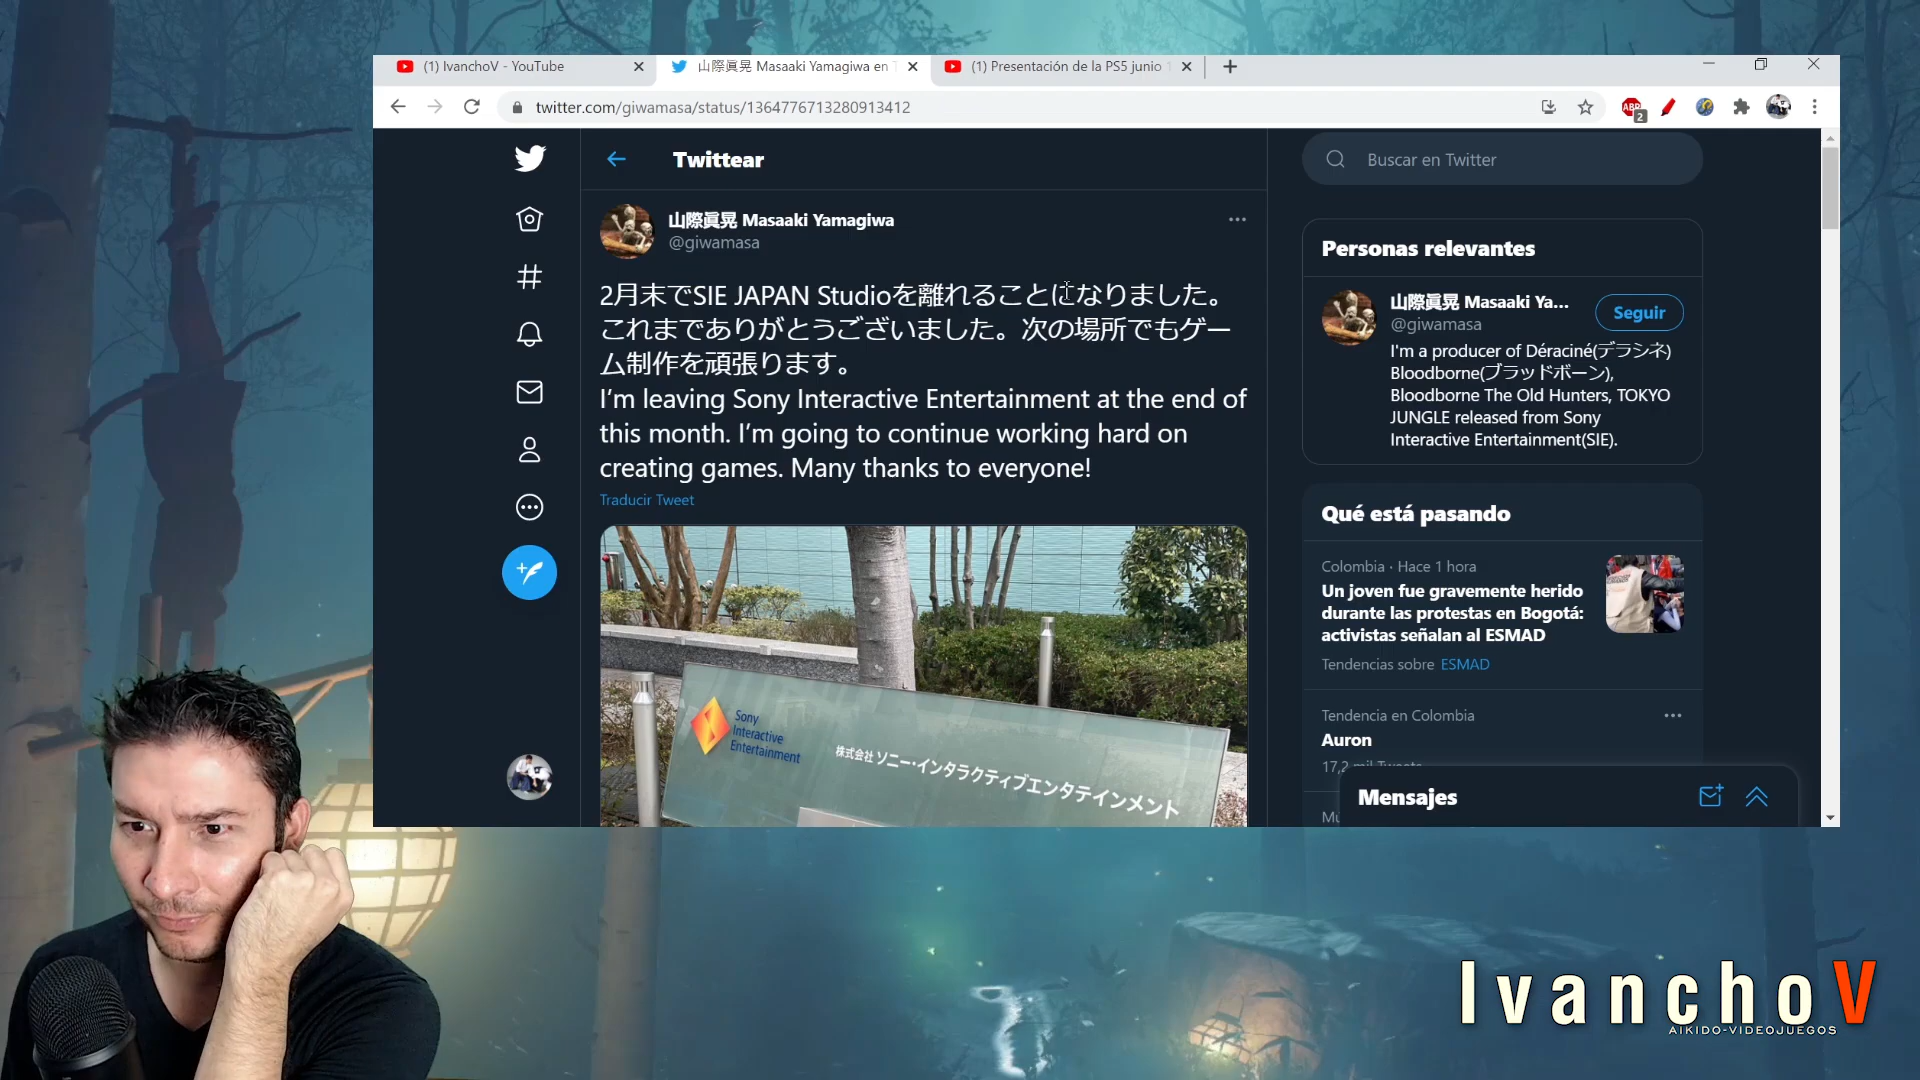 (1) IvanchoV - YouTube
山際眞晃 Masaaki Yamagiwa en
(1) Presentación de la PS5 junio
twitter.com/giwamasa/status/1364776713280913412
ABP
2
Twittear
Buscar en Twitter
山際眞晃 Masaaki Yamagiwa
@giwamasa
2月末でSIE JAPAN Studioを離れることになりました。
これまでありがとうございました。次の場所でもゲー
ム制作を頑張ります。
I'm leaving Sony Interactive Entertainment at the end of
this month. I'm going to continue working hard on
creating games. Many thanks to everyone!
Traducir Tweet
Sony
Interactive
Entertainment
株式会社 ソニー・インタラクティブエンタテインメント
Personas relevantes
山際眞晃 Masaaki Ya...
@giwamasa
Seguir
I'm a producer of Déraciné(デラシネ)
Bloodborne(ブラッドボーン),
Bloodborne The Old Hunters, TOKYO
JUNGLE released from Sony
Interactive Entertainment(SIE).
Qué está pasando
Colombia · Hace 1 hora
Un joven fue gravemente herido
durante las protestas en Bogotá:
activistas señalan al ESMAD
Tendencias sobre ESMAD
Tendencia en Colombia
Auron
17,2 mil Tweets
Mensajes
IvanchoV
AIKIDO-VIDEOJUEGOS